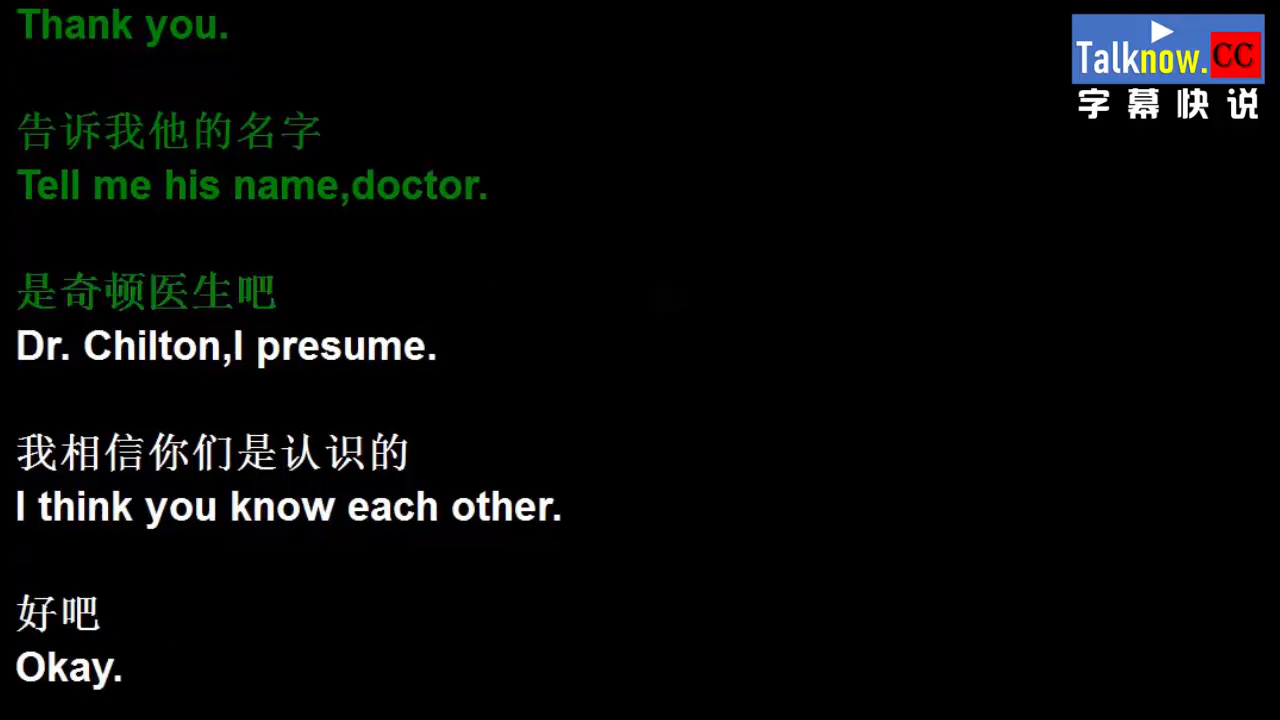 Thank you.
Talknow.CC
字幕快说
告诉我他的名字
Tell me his name,doctor.
是奇顿医生吧
Dr. Chilton,I presume.
我相信你们是认识的
I think you know each other.
好吧
Okay.